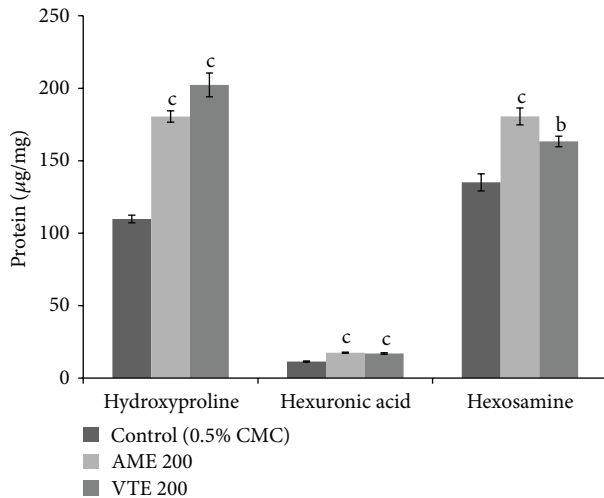 250
200
150
100
50
0
Protein (µg/mg)
c
c
c
c
c
b
Hydroxyproline
Hexuronic acid
Hexosamine
Control (0.5% CMC)
AME 200
VTE 200